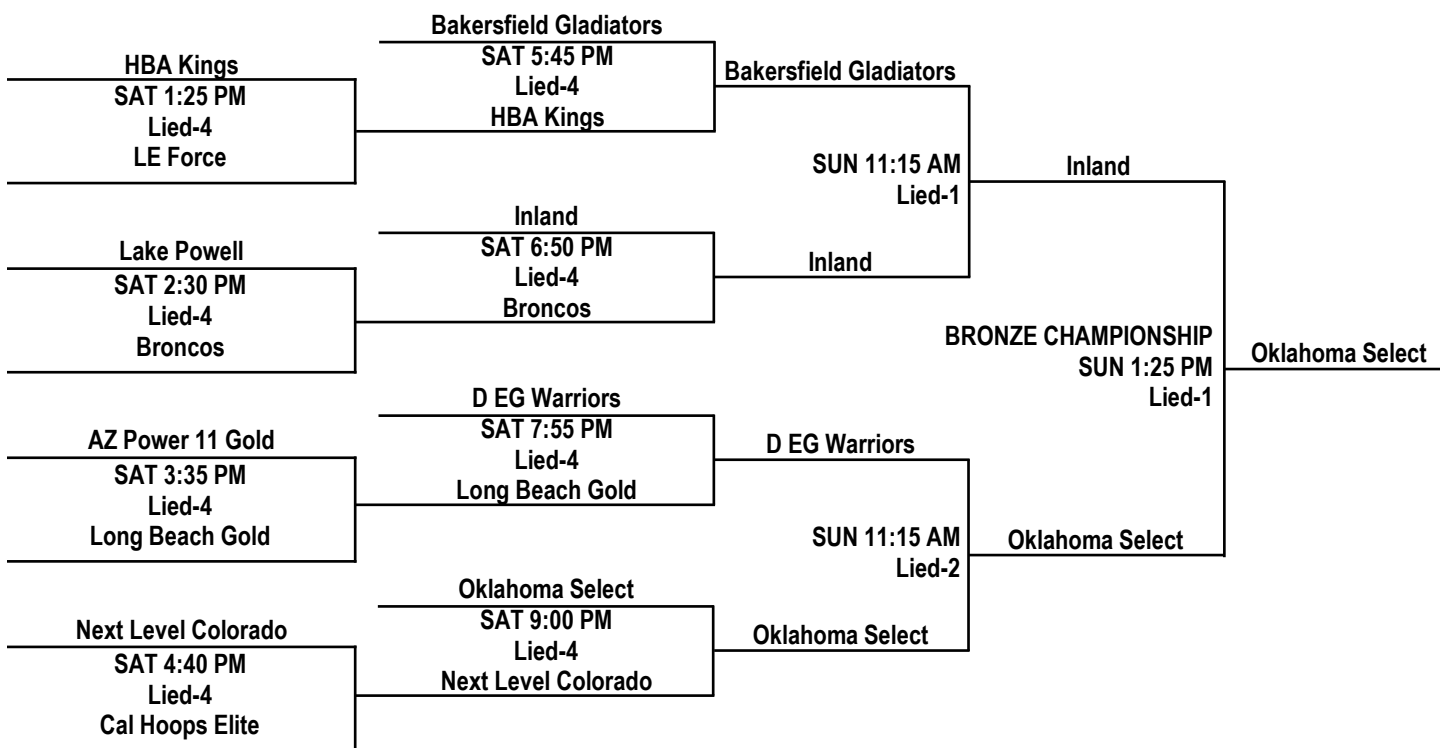 Bakersfield Gladiators
HBA Kings
SAT 5:45 PM
Bakersfield Gladiators
SAT 1:25 PM
Lied-4
Lied-4
HBA Kings
LE Force
SUN 11:15 AM
Inland
Lied-1
Inland
Lake Powell
SAT 6:50 PM
Inland
SAT 2:30 PM
Lied-4
Lied-4
Broncos
Broncos
BRONZE CHAMPIONSHIP
Oklahoma Select
SUN 1:25 PM
Lied-1
D EG Warriors
AZ Power 11 Gold
SAT 7:55 PM
D EG Warriors
SAT 3:35 PM
Lied-4
Lied-4
Long Beach Gold
Long Beach Gold
SUN 11:15 AM
Oklahoma Select
Lied-2
Oklahoma Select
Next Level Colorado
SAT 9:00 PM
Oklahoma Select
SAT 4:40 PM
Lied-4
Lied-4
Next Level Colorado
Cal Hoops Elite